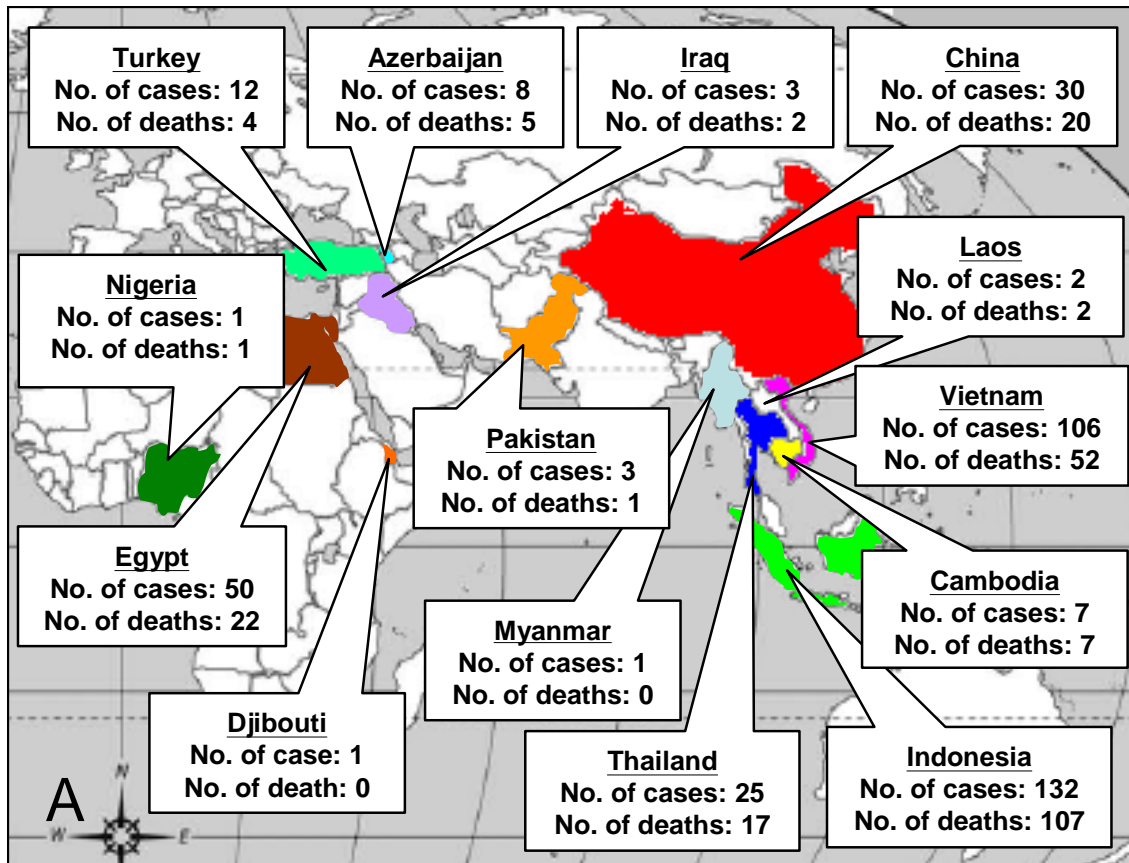 Turkey
No. of cases: 12
No. of deaths: 4
Azerbaijan
No. of cases: 8
No. of deaths: 5
Iraq
No. of cases: 3
No. of deaths: 2
China
No. of cases: 30
No. of deaths: 20
Nigeria
No. of cases: 1
No. of deaths: 1
Laos
No. of cases: 2
No. of deaths: 2
Vietnam
No. of cases: 106
No. of deaths: 52
Pakistan
No. of cases: 3
No. of deaths: 1
Egypt
No. of cases: 50
No. of deaths: 22
Cambodia
No. of cases: 7
No. of deaths: 7
Myanmar
No. of cases: 1
No. of deaths: 0
Djibouti
No. of case: 1
No. of death: 0
Thailand
No. of cases: 25
No. of deaths: 17
Indonesia
No. of cases: 132
No. of deaths: 107
A
N
W
E